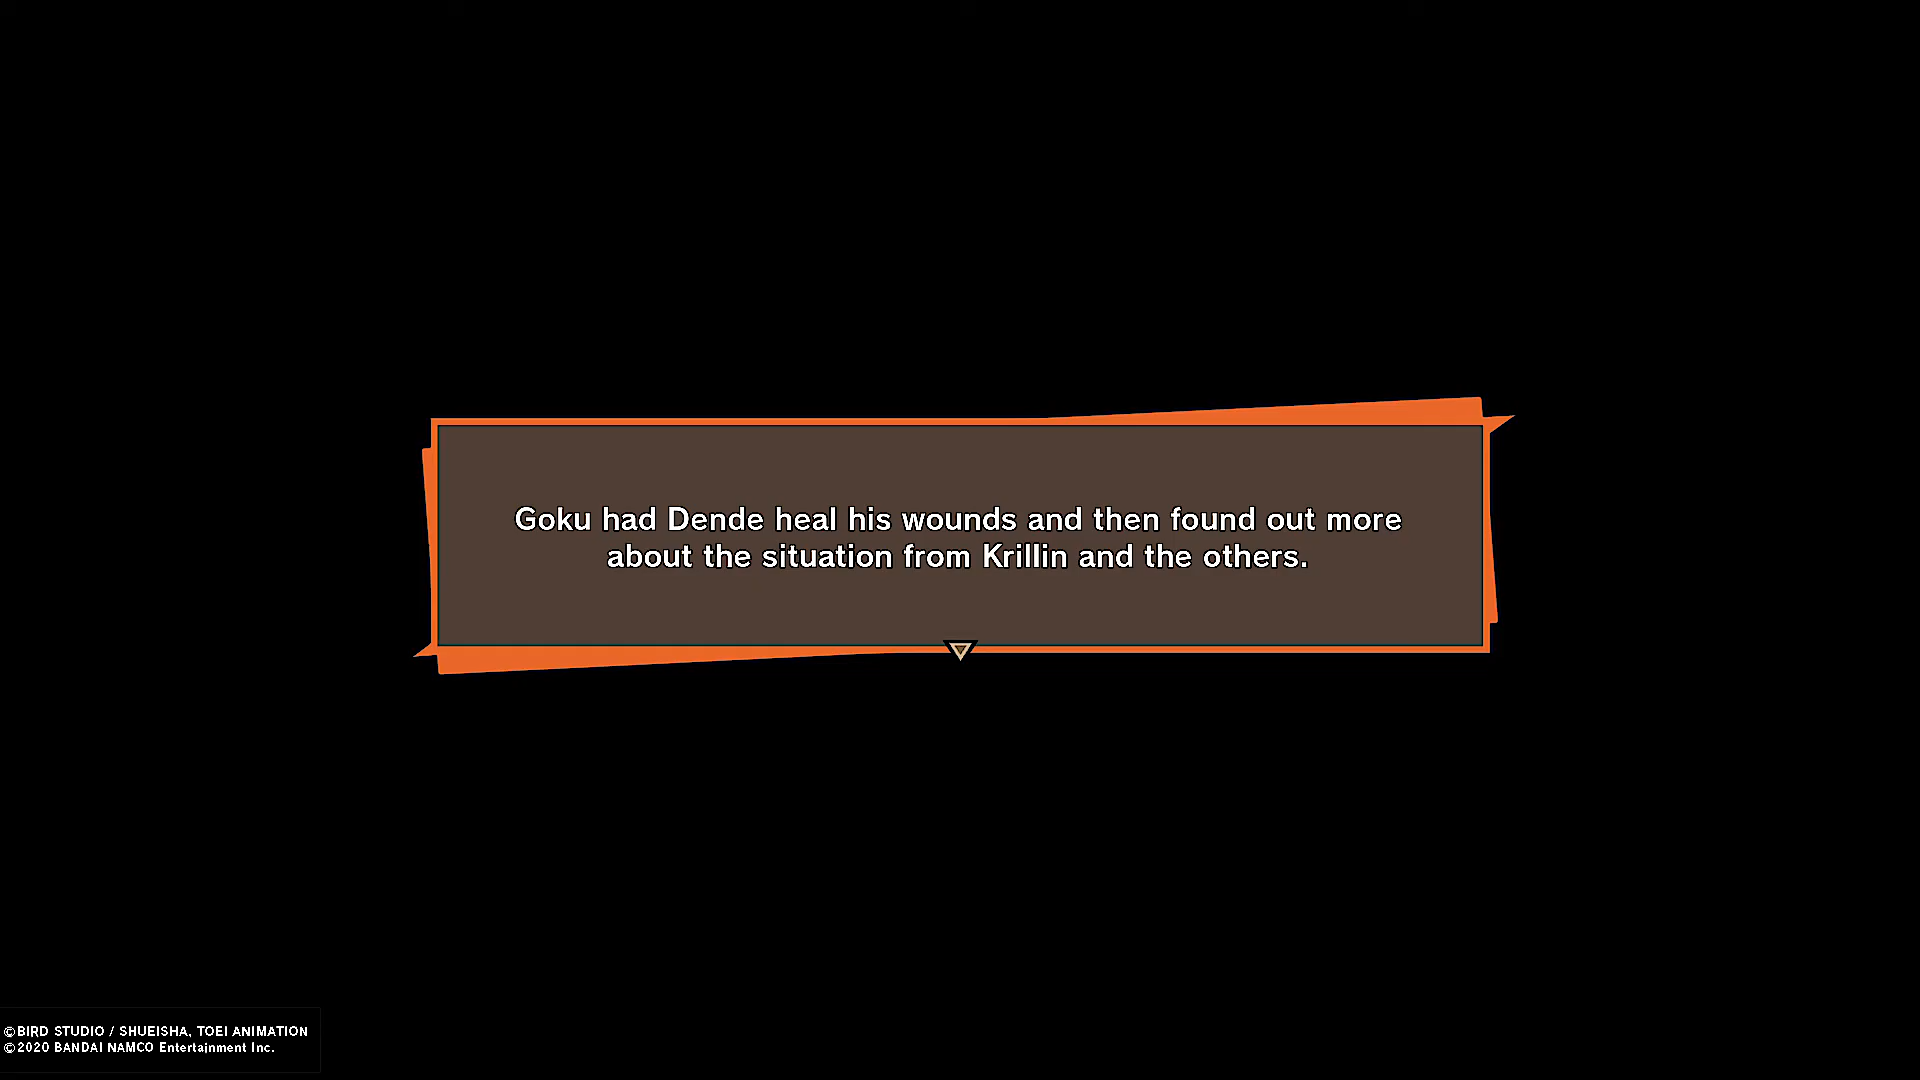 Goku had Dende heal his wounds and then found out more
about the situation from Krillin and the others.
©BIRD STUDIO / SHUEISHA, TOEI ANIMATION
©2020 BANDAI NAMCO Entertainment Inc.